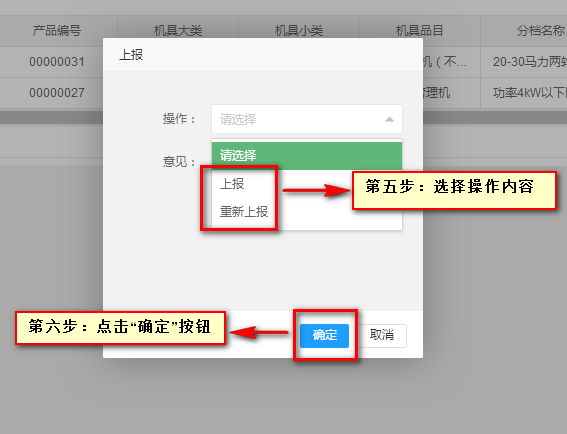 产品编号 机具大类 机具小类 机具品目 分档名称
上报
00000031 机（不... 20-30马力两轮
00000027 管理机 功率4kW以下
操作： 请选择
意见： 请选择
上报
重新上报
第五步：选择操作内容
第六步：点击“确定”按钮
确定 取消